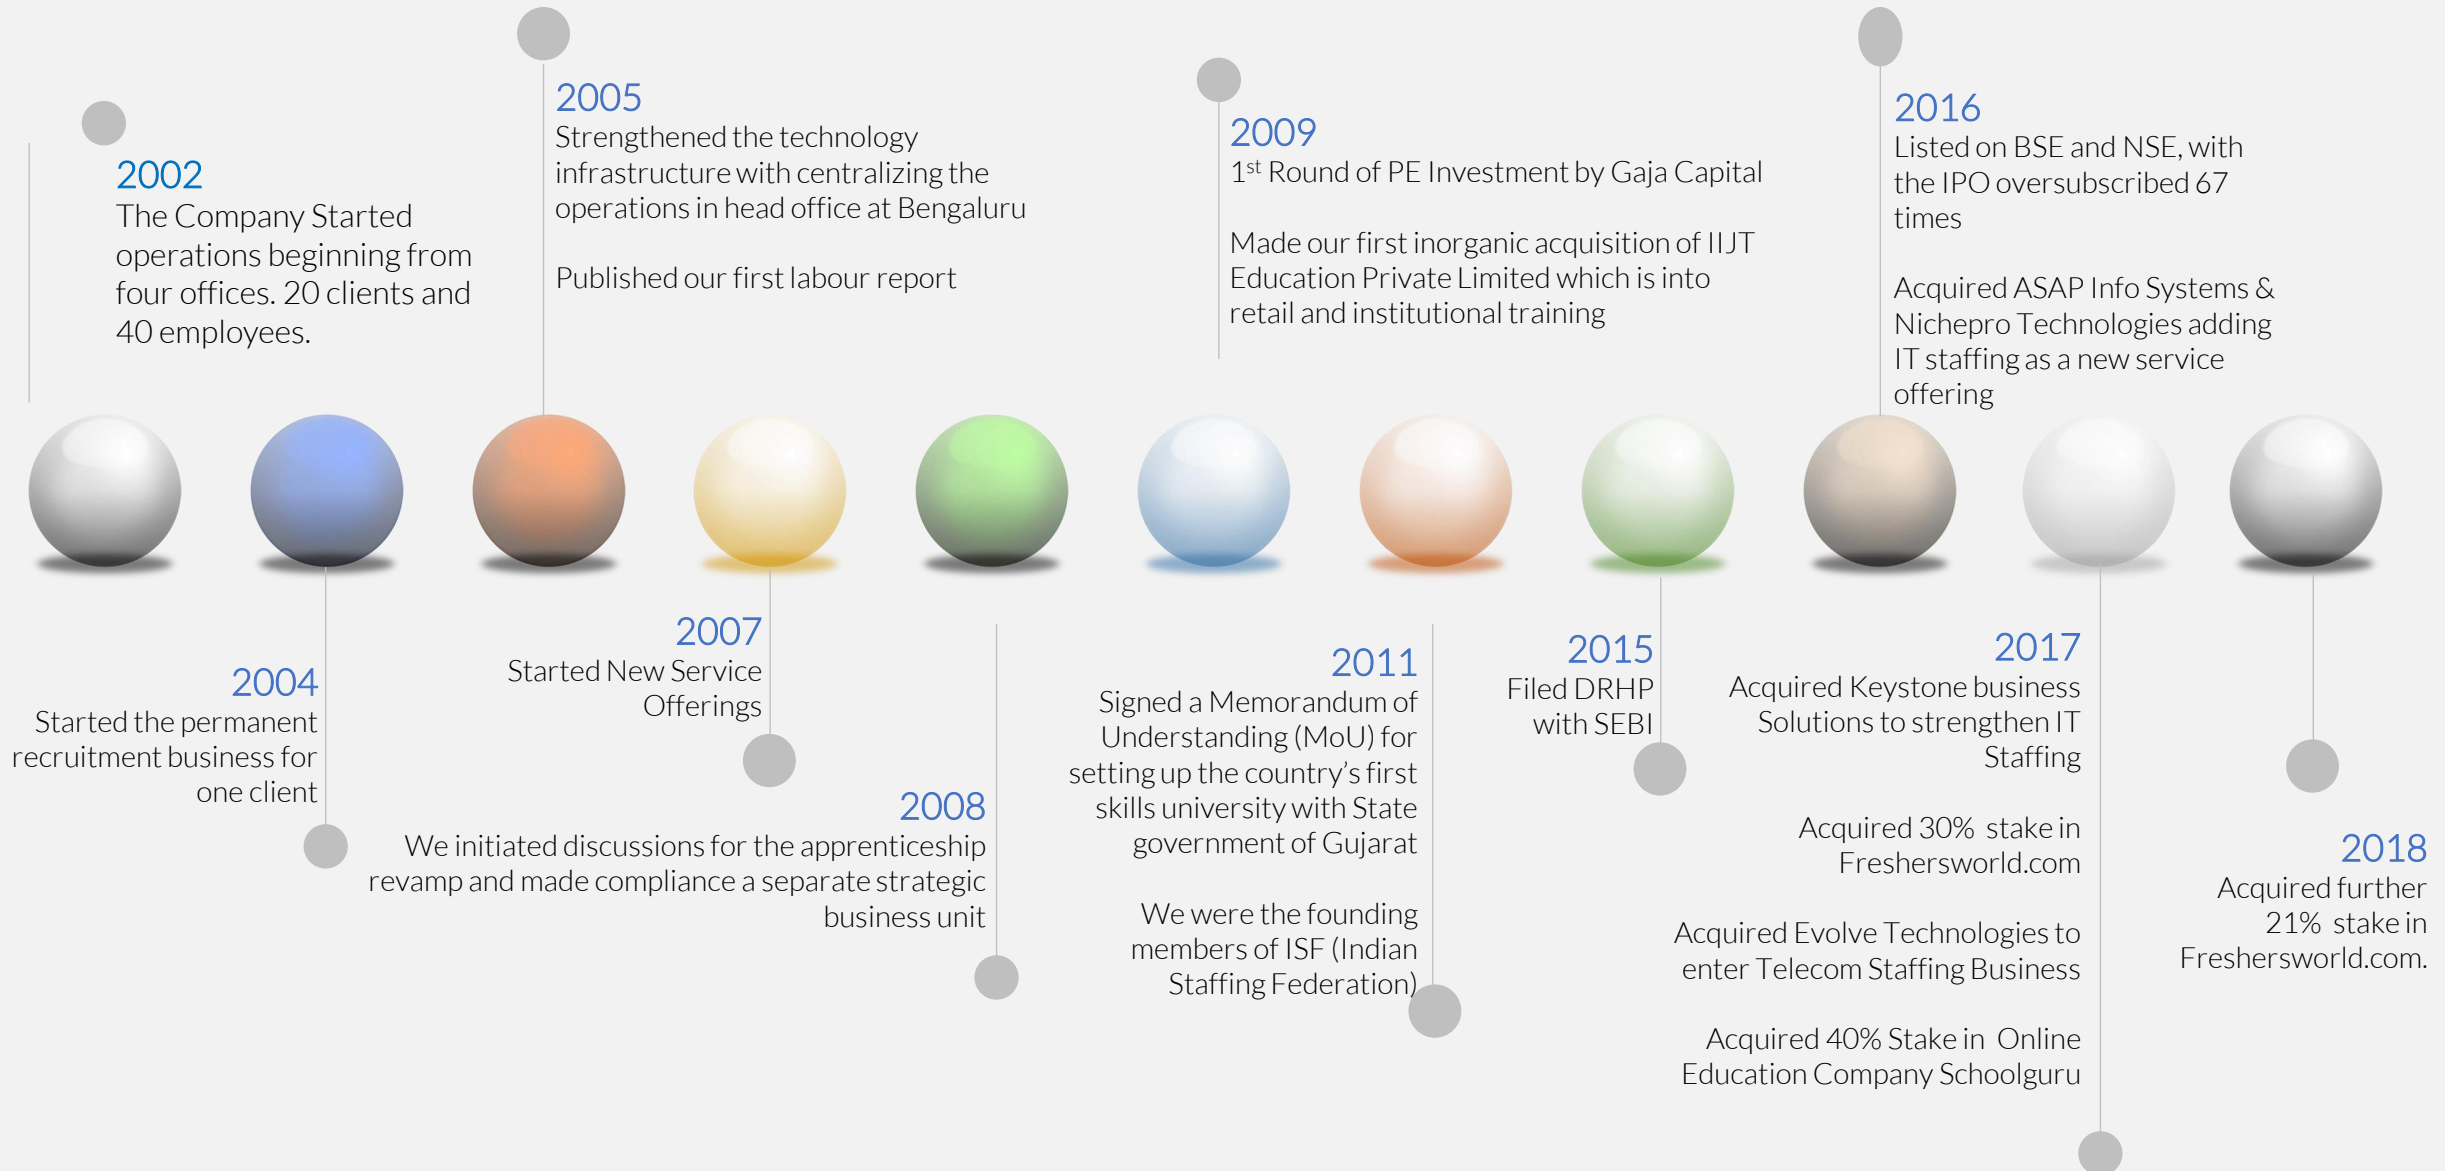 2002
The Company Started
operations beginning from
four offices. 20 clients and
40 employees.
2004
Started the permanent
recruitment business for
one client
2005
Strengthened the technology
infrastructure with centralizing the
operations in head office at Bengaluru
Published our first labour report
2007
Started New Service
Offerings
2008
We initiated discussions for the apprenticeship
revamp and made compliance a separate strategic
business unit
2009
1st Round of PE Investment by Gaja Capital
Made our first inorganic acquisition of IIJT
Education Private Limited which is into
retail and institutional training
2011
Signed a Memorandum of
Understanding (MoU) for
setting up the country’s first
skills university with State
government of Gujarat
We were the founding
members of ISF (Indian
Staffing Federation)
2015
Filed DRHP
with SEBI
2016
Listed on BSE and NSE, with
the IPO oversubscribed 67
times
Acquired ASAP Info Systems &
Nichepro Technologies adding
IT staffing as a new service
offering
2017
Acquired Keystone business
Solutions to strengthen IT
Staffing
Acquired 30% stake in
Freshersworld.com
Acquired Evolve Technologies to
enter Telecom Staffing Business
Acquired 40% Stake in Online
Education Company Schoolguru
2018
Acquired further
21% stake in
Freshersworld.com.